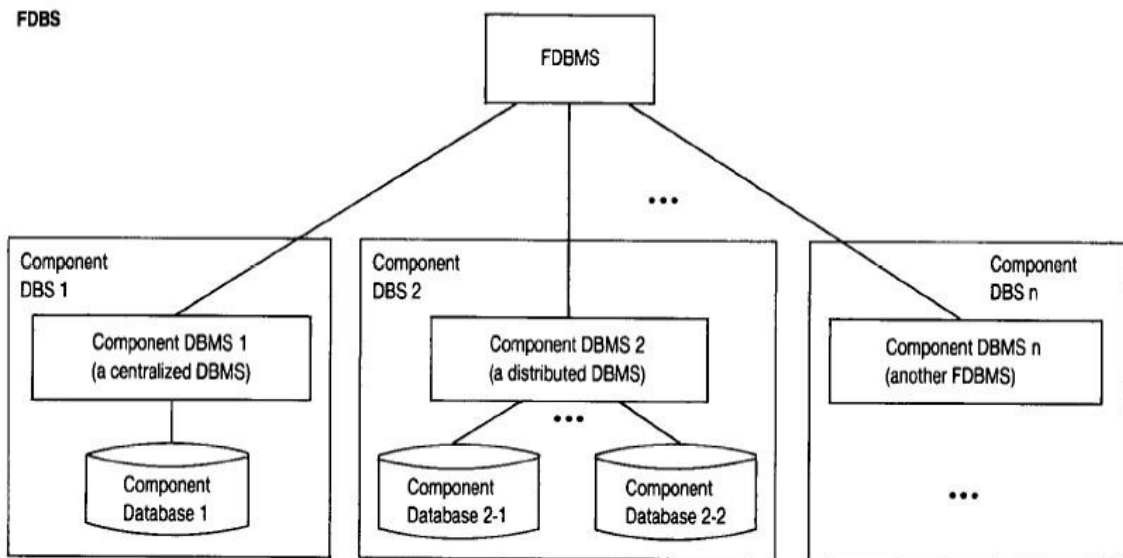 FDBS
FDBMS
...
Component
DBS 1
Component DBMS 1
(a centralized DBMS)
Component
Database 1
Component
DBS 2
Component DBMS 2
(a distributed DBMS)
...
Component
Database 2-1
Component
Database 2-2
Component
DBS n
Component DBMS n
(another FDBMS)
...